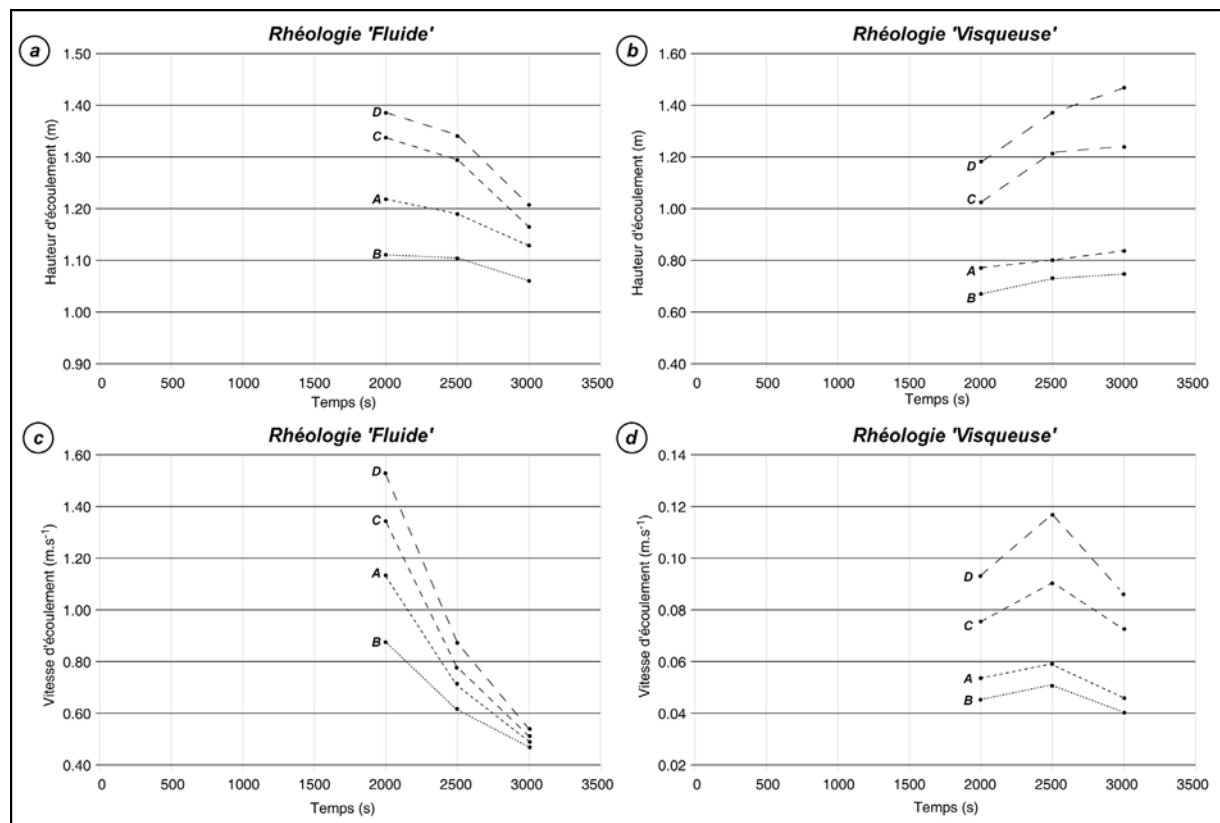 a
Rhéologie 'Fluide'
Hauteur d'écoulement (m)
1.50
1.40
1.30
1.20
1.10
1.00
0.90
D
C
A
B
0 500 1000 1500 2000 2500 3000 3500
Temps (s)
b
Rhéologie 'Visqueuse'
Hauteur d'écoulement (m)
1.60
1.40
1.20
1.00
0.80
0.60
0.40
D
C
A
B
0 500 1000 1500 2000 2500 3000 3500
Temps (s)
c
Rhéologie 'Fluide'
Vitesse d'écoulement (m.s⁻¹)
1.60
1.40
1.20
1.00
0.80
0.60
0.40
D
C
A
B
0 500 1000 1500 2000 2500 3000 3500
Temps (s)
d
Rhéologie 'Visqueuse'
Vitesse d'écoulement (m.s⁻¹)
0.14
0.12
0.10
0.08
0.06
0.04
0.02
D
C
A
B
0 500 1000 1500 2000 2500 3000 3500
Temps (s)